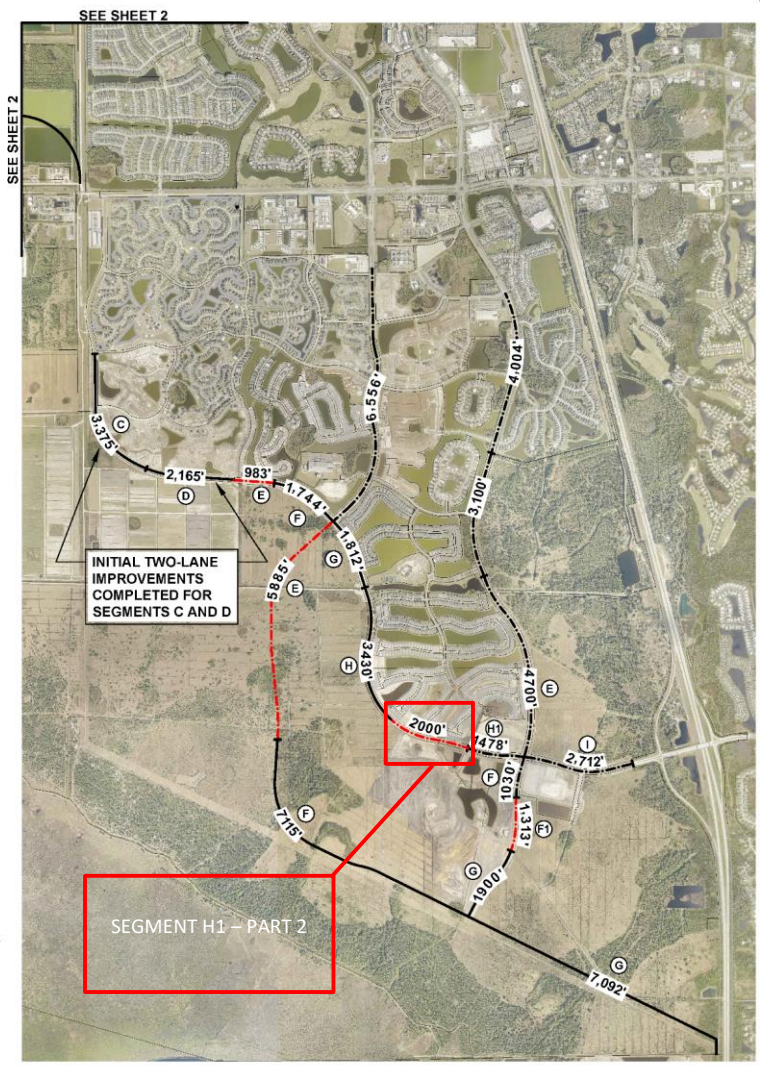 SEE SHEET 2
SEE SHEET 2
6,556'
4,004'
C
3,375'
2,165'
D
983'
E
1,744'
F
3,100'
1,812'
G
INITIAL TWO-LANE
IMPROVEMENTS
COMPLETED FOR
SEGMENTS C AND D
5885'
E
3430'
H
4700'
E
2000'
H1
1478'
I
2,712'
F
1030'
7115'
F
1,313'
F1
G
1900'
SEGMENT H1 – PART 2
G
7,092'